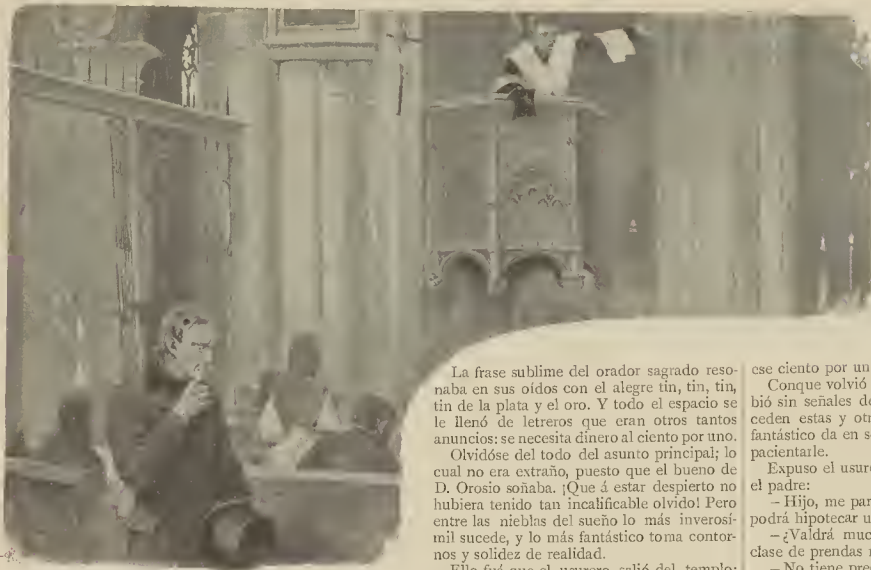 La frase sublime del orador sagrado reso-
naba en sus oídos con el alegre tin, tin, tin,
tin de la plata y el oro. Y todo el espacio se
le llenó de letreros que eran otros tantos
anuncios: se necesita dinero al ciento por uno.
Olvidóse del todo del asunto principal; lo
cual no era extraño, puesto que el bueno de
D. Orosio soñaba. ¡Que á estar despierto no
hubiera tenido tan incalificable olvido! Pero
entre las nieblas del sueño lo más inverosí-
mil sucede, y lo más fantástico toma contor-
nos y solidez de realidad.
Ello fué que el usurero salió del templo;
ese ciento por un
Conque volvió
bió sin señales de
ceden estas y otr
fantástico da en s
pacientarle.
Expuso el usure
el padre:
– Hijo, me par
podrá hipotecar u
– ¿Valdrá muc
clase de prendas
– No tiene prec